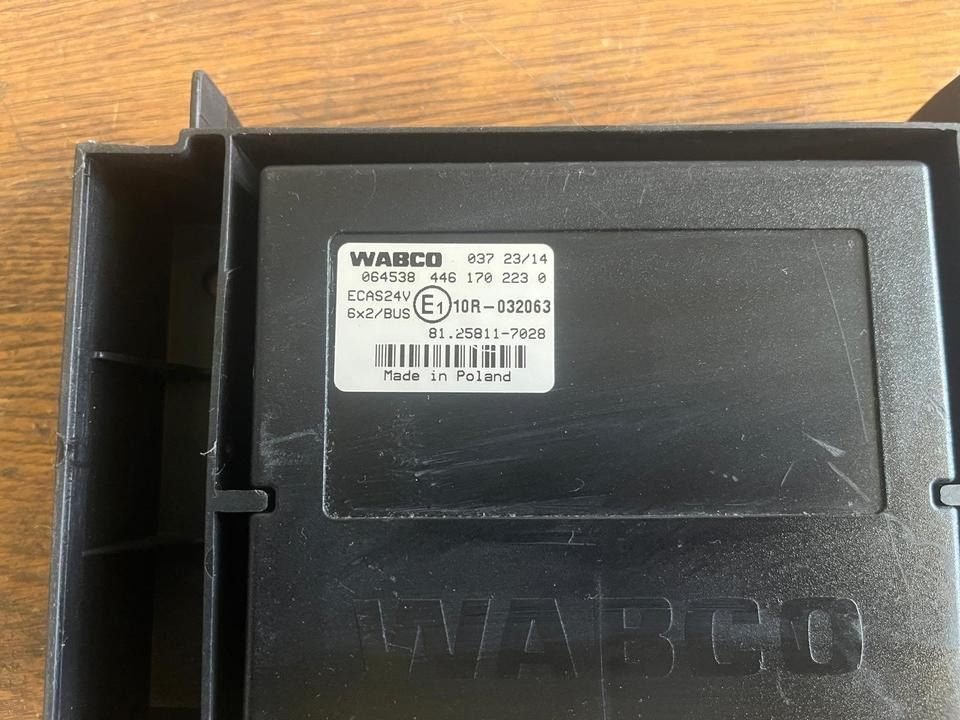 WABCO 037 23/14
064538 446 170 223 0
ECAS24V
6x2/BUS E1 10R-032063
81.25811-7028
Made in Poland
WABCO